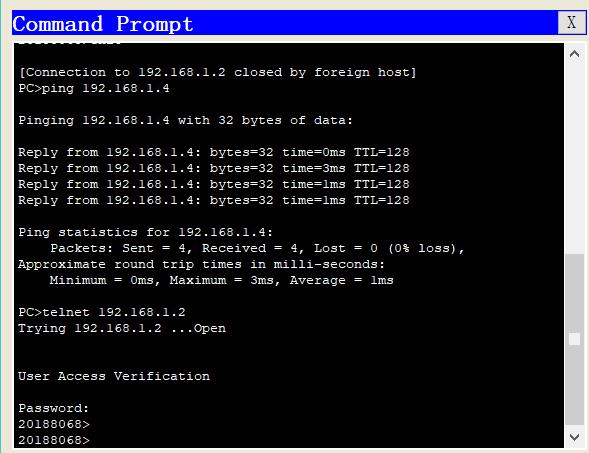 Command Prompt
X
[Connection to 192.168.1.2 closed by foreign host]
PC>ping 192.168.1.4
Pinging 192.168.1.4 with 32 bytes of data:
Reply from 192.168.1.4: bytes=32 time=0ms TTL=128
Reply from 192.168.1.4: bytes=32 time=3ms TTL=128
Reply from 192.168.1.4: bytes=32 time=1ms TTL=128
Reply from 192.168.1.4: bytes=32 time=1ms TTL=128
Ping statistics for 192.168.1.4:
    Packets: Sent = 4, Received = 4, Lost = 0 (0% loss),
Approximate round trip times in milli-seconds:
    Minimum = 0ms, Maximum = 3ms, Average = 1ms
PC>telnet 192.168.1.2
Trying 192.168.1.2 ...Open
User Access Verification
Password:
20188068>
20188068>